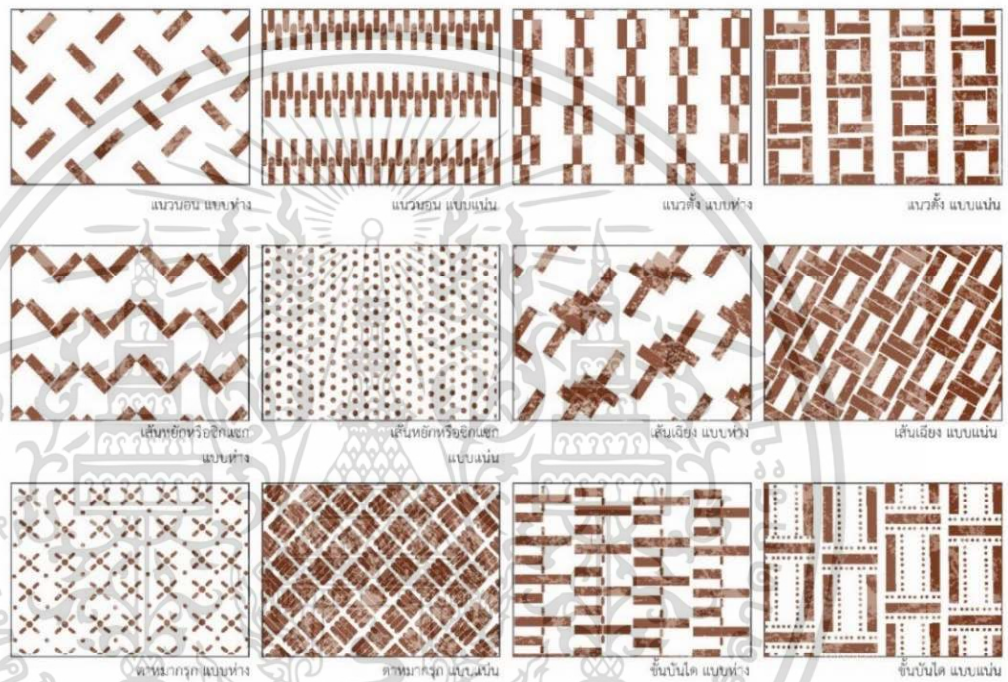 แนวนอน แบบห่าง
แนวนอน แบบแน่น
แนวตั้ง แบบห่าง
แนวตั้ง แบบแน่น
เส้นหยักหรือซิกแซก
แบบห่าง
เส้นหยักหรือซิกแซก
แบบแน่น
เส้นเฉียง แบบห่าง
เส้นเฉียง แบบแน่น
ตาหมากรุก แบบห่าง
ตาหมากรุก แบบแน่น
ขั้นบันได แบบห่าง
ขั้นบันได แบบแน่น